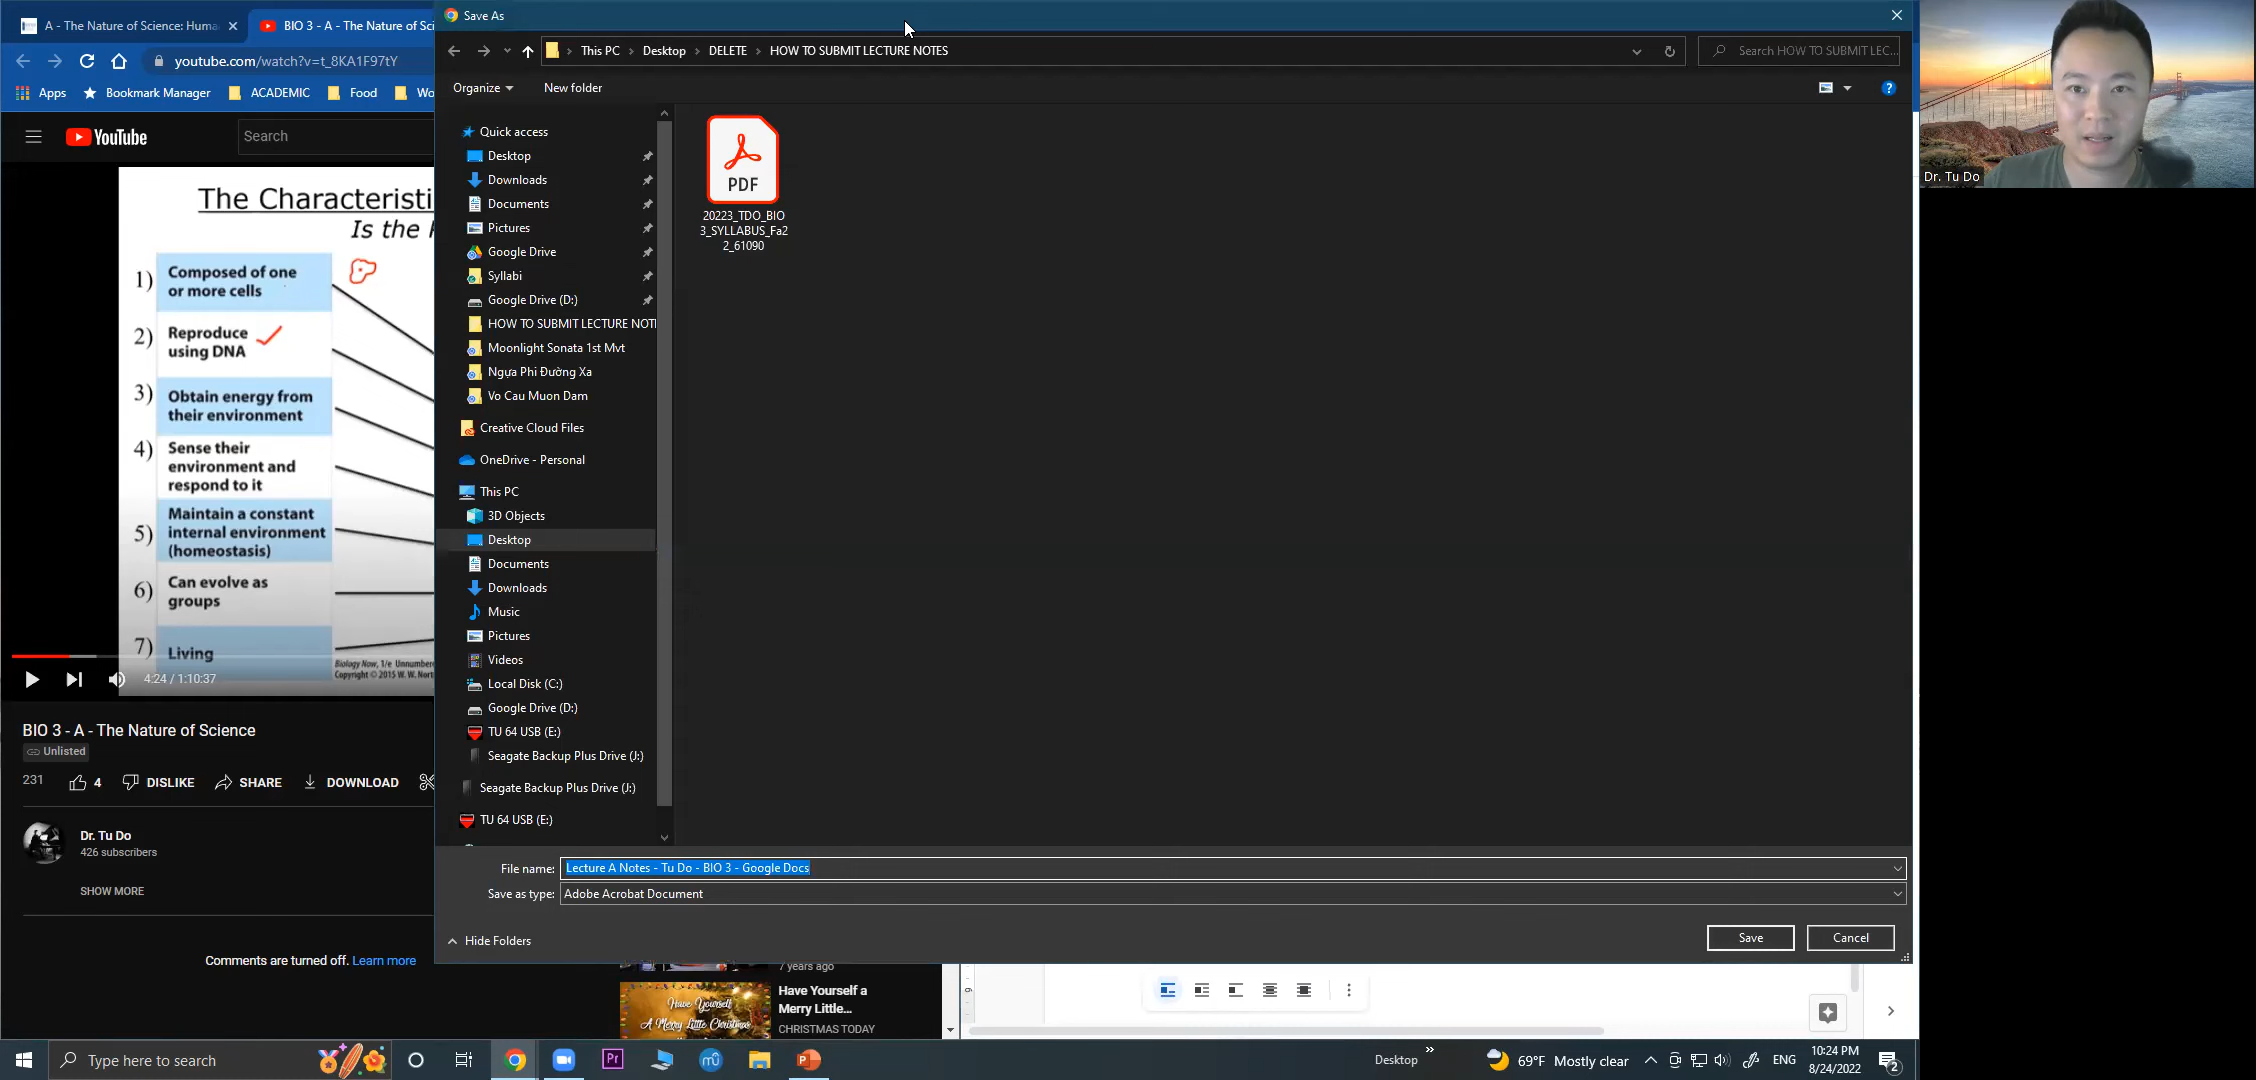 A - The Nature of Science: Huma
BIO 3 - A - The Nature of Sci
youtube.com/watch?v=t_8KA1F97tY
Apps
Bookmark Manager
ACADEMIC
Food
Wo
YouTube
Search
The Characteristi
Is the
1) Composed of one
or more cells
2) Reproduce
using DNA
3) Obtain energy from
their environment
4) Sense their
environment and
respond to it
5) Maintain a constant
internal environment
(homeostasis)
6) Can evolve as
groups
7) Living
Biology Now, 1/e Unnumbere
Copyright © 2015 W. W. Nort
4:24 / 1:10:37
BIO 3 - A - The Nature of Science
Unlisted
231
4
DISLIKE
SHARE
DOWNLOAD
Dr. Tu Do
426 subscribers
SHOW MORE
Comments are turned off. Learn more
Save As
This PC
Desktop
DELETE
HOW TO SUBMIT LECTURE NOTES
Search HOW TO SUBMIT LEC...
Organize
New folder
?
Quick access
Desktop
Downloads
Documents
Pictures
Google Drive
Syllabi
Google Drive (D:)
HOW TO SUBMIT LECTURE NOTI
Moonlight Sonata 1st Mvt
Ngựa Phi Đường Xa
Vo Cau Muon Dam
Creative Cloud Files
OneDrive - Personal
This PC
3D Objects
Desktop
Documents
Downloads
Music
Pictures
Videos
Local Disk (C:)
Google Drive (D:)
TU 64 USB (E:)
Seagate Backup Plus Drive (J:)
Seagate Backup Plus Drive (J:)
TU 64 USB (E:)
PDF
20223_TDO_BIO
3_SYLLABUS_Fa2
2_61090
File name:
Lecture A Notes - Tu Do - BIO 3 - Google Docs
Save as type:
Adobe Acrobat Document
Hide Folders
Save
Cancel
7 years ago
Have Yourself
A Merry Little Christmas
Have Yourself a
Merry Little...
CHRISTMAS TODAY
Dr. Tu Do
Type here to search
Pr
P
Desktop
69°F Mostly clear
ENG
10:24 PM
8/24/2022
2